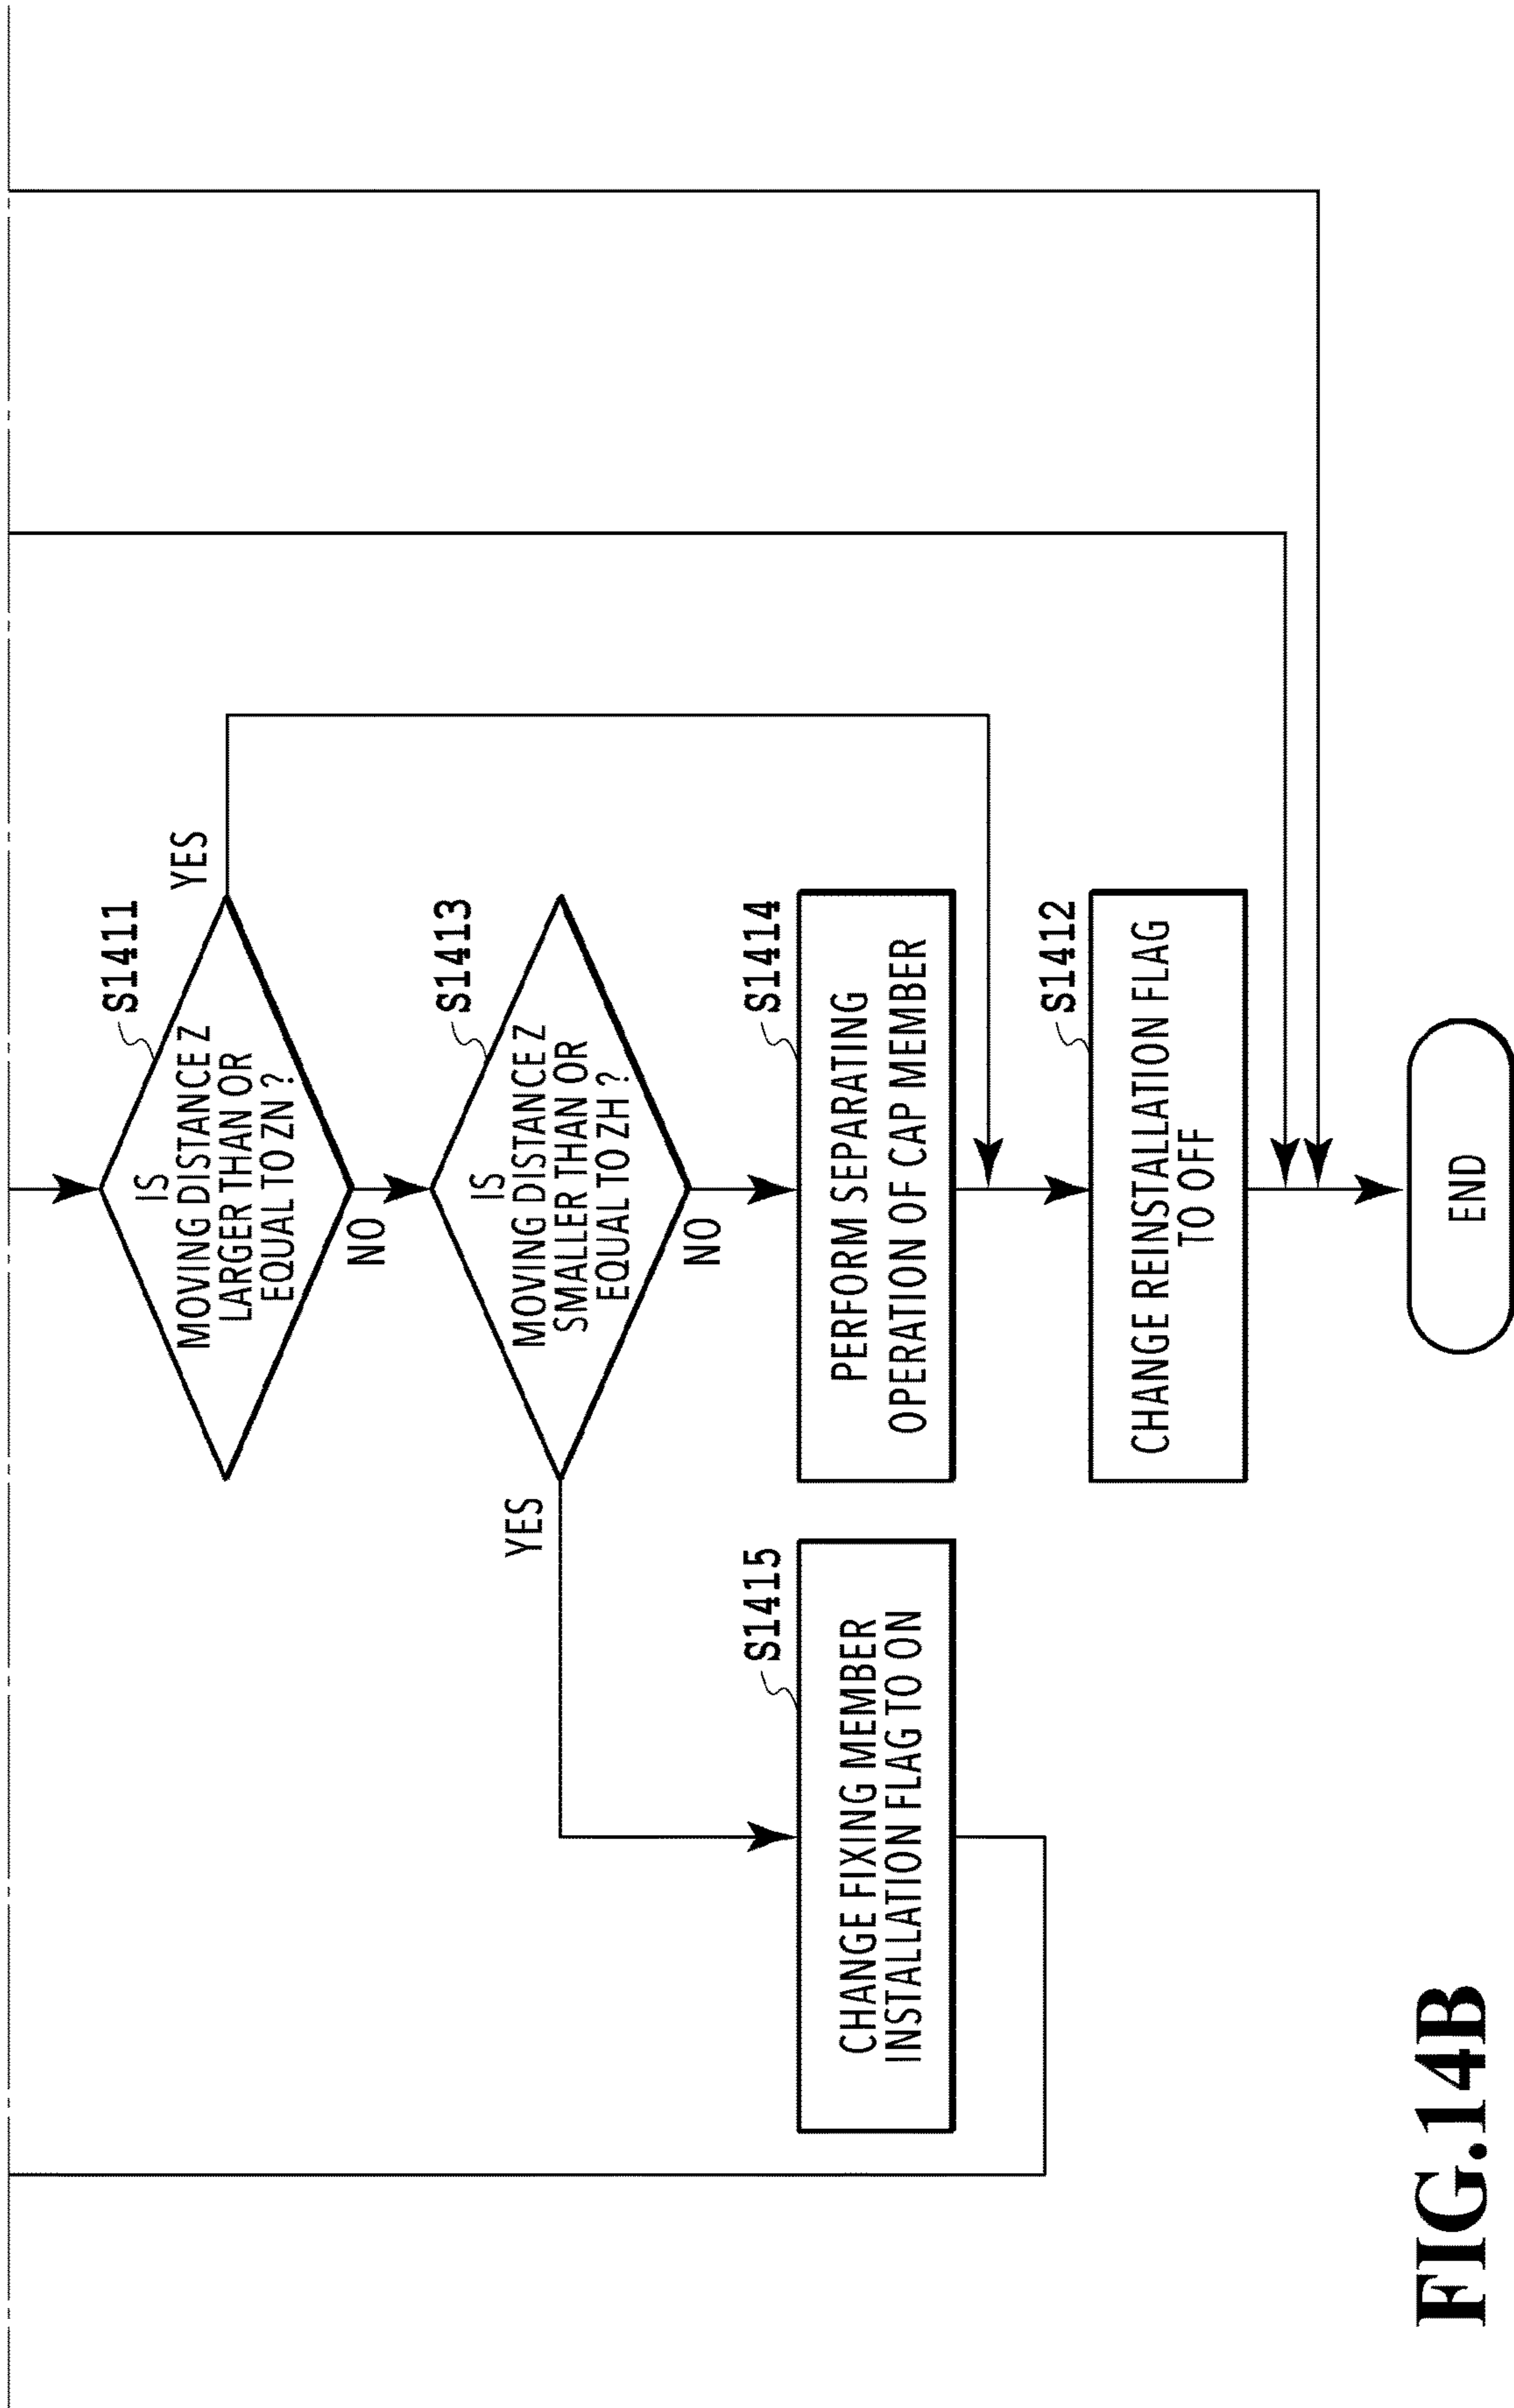 S1411
IS
MOVING DISTANCE Z
LARGER THAN OR
EQUAL TO ZN ?
YES
NO
S1413
IS
MOVING DISTANCE Z
SMALLER THAN OR
EQUAL TO ZH ?
YES
NO
S1415
CHANGE FIXING MEMBER
INSTALLATION FLAG TO ON
S1414
PERFORM SEPARATING
OPERATION OF CAP MEMBER
S1412
CHANGE REINSTALLATION FLAG
TO OFF
END
FIG.14B